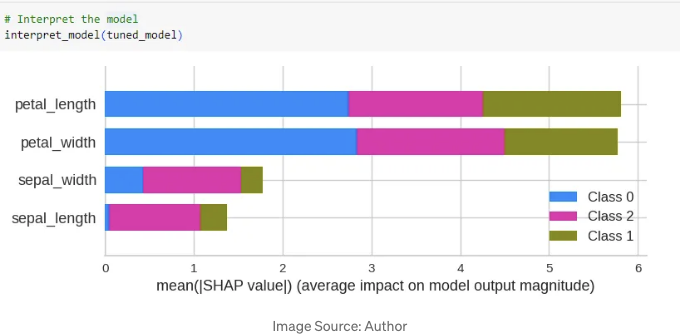 # Interpret the model
interpret_model(tuned_model)
petal_length
petal_width
sepal_width
sepal_length
Class 0
Class 2
Class 1
0 1 2 3 4 5 6
mean(|SHAP value|) (average impact on model output magnitude)
Image Source: Author